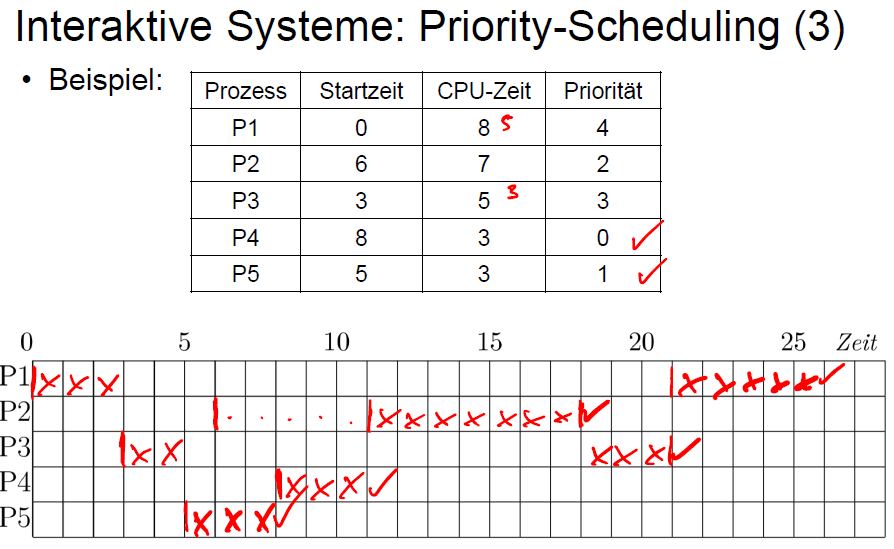 Interaktive Systeme: Priority-Scheduling (3)
• Beispiel:
Prozess Startzeit CPU-Zeit Priorität
P1 0 8 5 4
P2 6 7 2
P3 3 5 3 3
P4 8 3 0 ✓
P5 5 3 1 ✓
0 5 10 15 20 25 Zeit
P1 |x x x |x x x x x ✓
P2 | . . . . . |x x x x x x x |✓
P3 |x x x x x |✓
P4 |x x x ✓
P5 |x x x ✓